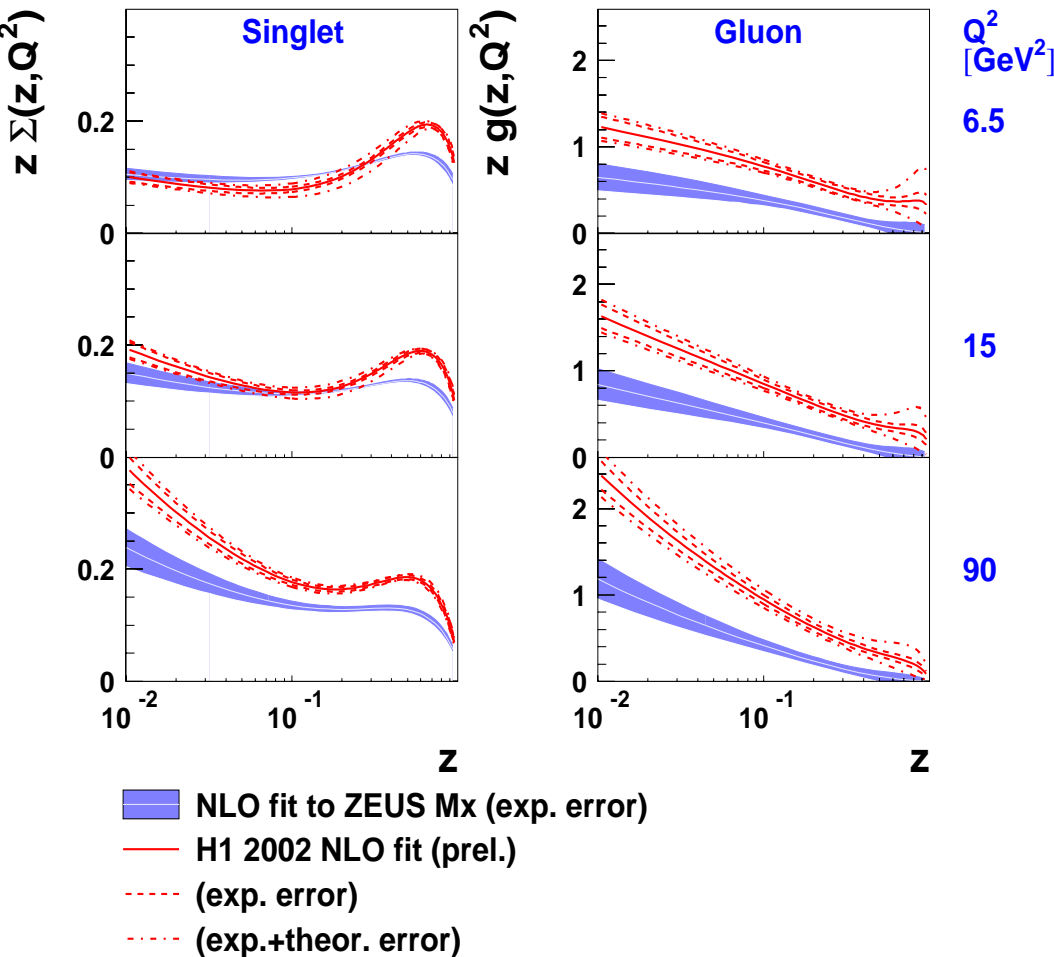 Singlet
Gluon
Q²
[GeV²]
z Σ(z,Q²)
z g(z,Q²)
0.2
0
2
1
0
6.5
0.2
0
2
1
0
15
0.2
0
2
1
0
90
10⁻² 10⁻¹
10⁻² 10⁻¹
z
z
NLO fit to ZEUS Mx (exp. error)
H1 2002 NLO fit (prel.)
(exp. error)
(exp.+theor. error)